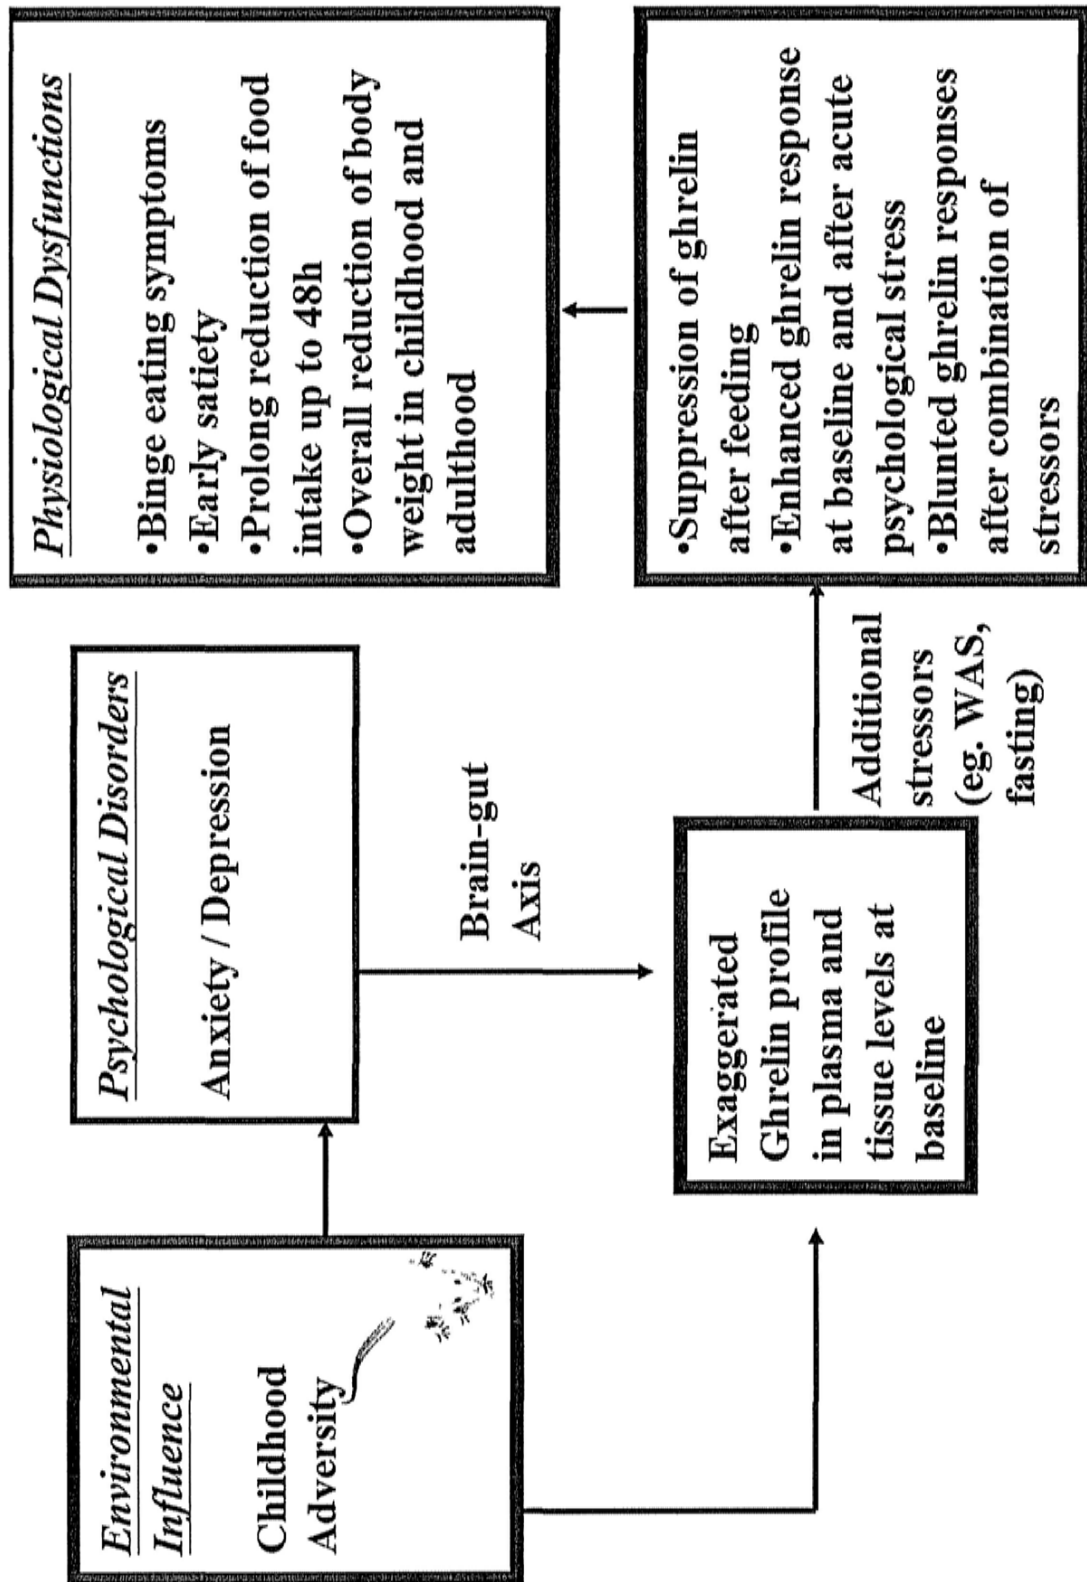 Environmental
Influence
Childhood
Adversity
Psychological Disorders
Anxiety / Depression
Brain-gut
Axis
Exaggerated
Ghrelin profile
in plasma and
tissue levels at
baseline
Additional
stressors
(eg. WAS,
fasting)
•Suppression of ghrelin
after feeding
•Enhanced ghrelin response
at baseline and after acute
psychological stress
•Blunted ghrelin responses
after combination of
stressors
Physiological Dysfunctions
•Binge eating symptoms
•Early satiety
•Prolong reduction of food
intake up to 48h
•Overall reduction of body
weight in childhood and
adulthood